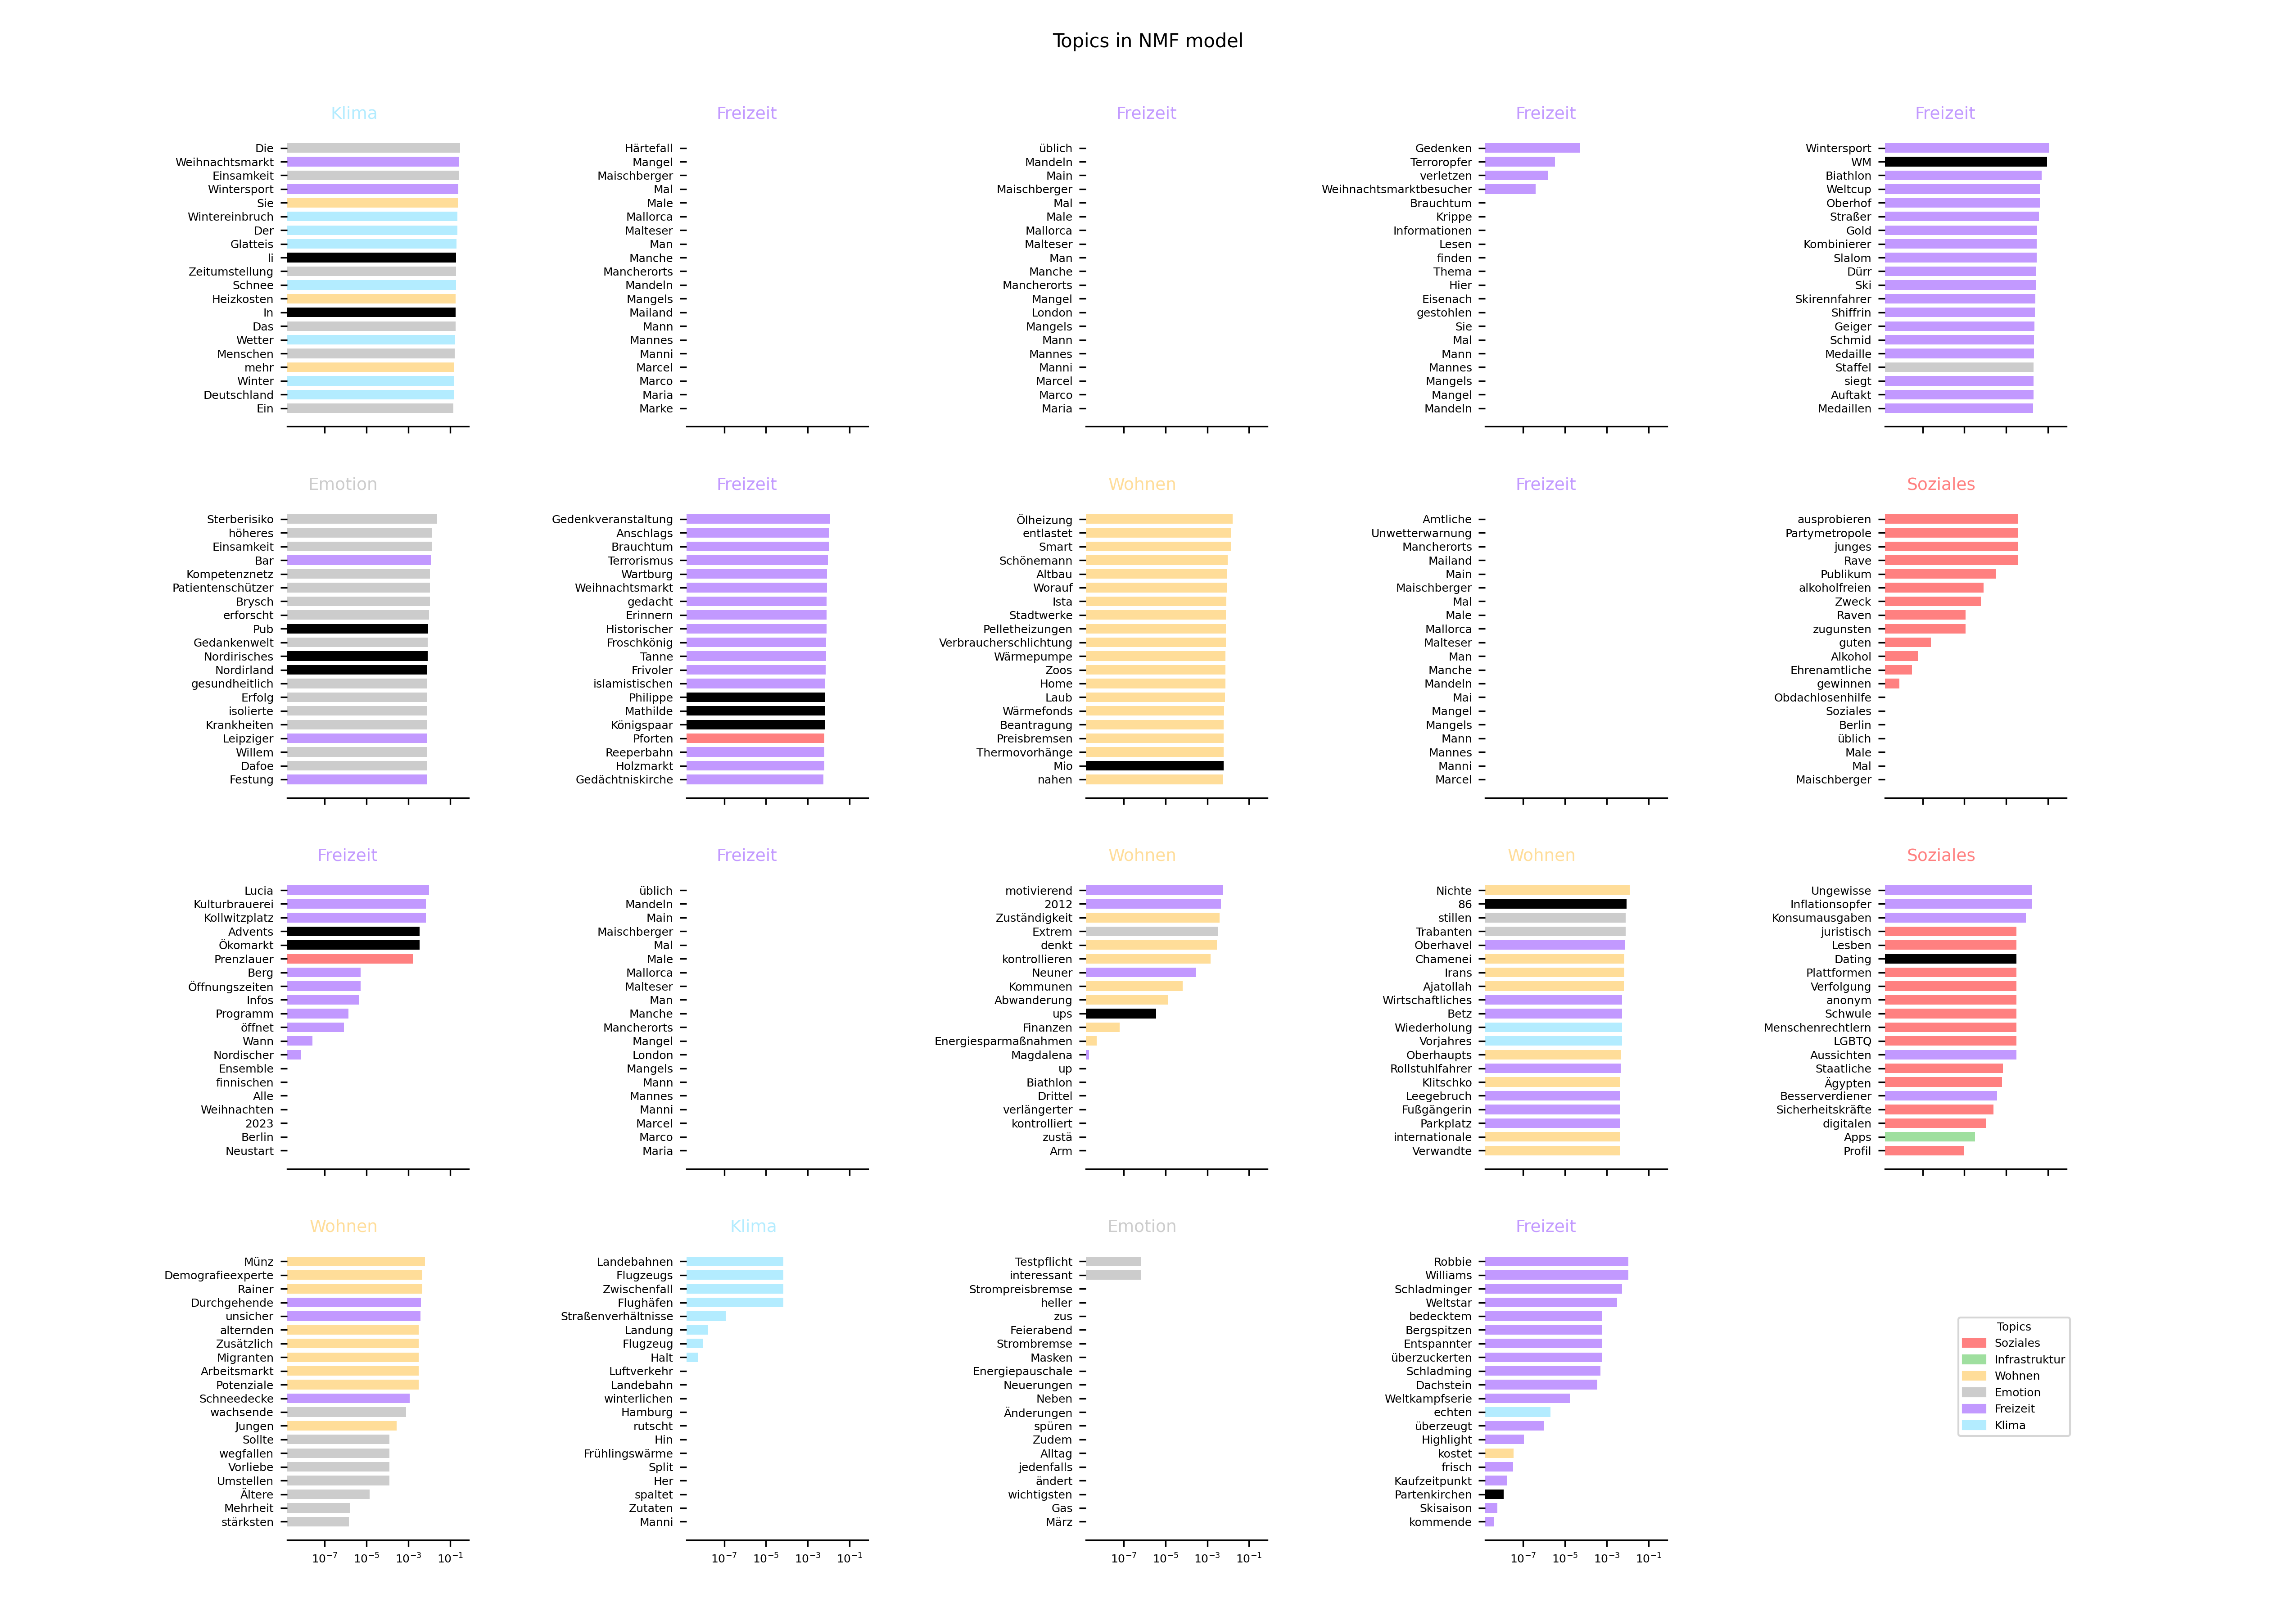 Topics in NMF model
Klima
Die
Weihnachtsmarkt
Einsamkeit
Wintersport
Sie
Wintereinbruch
Der
Glatteis
li
Zeitumstellung
Schnee
Heizkosten
In
Das
Wetter
Menschen
mehr
Winter
Deutschland
Ein
Freizeit
Härtefall
Mangel
Maischberger
Mal
Male
Mallorca
Malteser
Man
Manche
Mancherorts
Mandeln
Mangels
Mailand
Mann
Mannes
Manni
Marcel
Marco
Maria
Marke
Freizeit
üblich
Mandeln
Main
Maischberger
Mal
Male
Mallorca
Malteser
Man
Manche
Mancherorts
Mangel
London
Mangels
Mann
Mannes
Manni
Marcel
Marco
Maria
Freizeit
Gedenken
Terroropfer
verletzen
Weihnachtsmarktbesucher
Brauchtum
Krippe
Informationen
Lesen
finden
Thema
Hier
Eisenach
gestohlen
Sie
Mal
Mann
Mannes
Mangels
Mangel
Mandeln
Freizeit
Wintersport
WM
Biathlon
Weltcup
Oberhof
Straßer
Gold
Kombinierer
Slalom
Dürr
Ski
Skirennfahrer
Shiffrin
Geiger
Schmid
Medaille
Staffel
siegt
Auftakt
Medaillen
Emotion
Sterberisiko
höheres
Einsamkeit
Bar
Kompetenznetz
Patientenschützer
Brysch
erforscht
Pub
Gedankenwelt
Nordirisches
Nordirland
gesundheitlich
Erfolg
isolierte
Krankheiten
Leipziger
Willem
Dafoe
Festung
Freizeit
Gedenkveranstaltung
Anschlags
Brauchtum
Terrorismus
Wartburg
Weihnachtsmarkt
gedacht
Erinnern
Historischer
Froschkönig
Tanne
Frivoler
islamistischen
Philippe
Mathilde
Königspaar
Pforten
Reeperbahn
Holzmarkt
Gedächtniskirche
Wohnen
Ölheizung
entlastet
Smart
Schönemann
Altbau
Worauf
Ista
Stadtwerke
Pelletheizungen
Verbraucherschlichtung
Wärmepumpe
Zoos
Home
Laub
Wärmefonds
Beantragung
Preisbremsen
Thermovorhänge
Mio
nahen
Freizeit
Amtliche
Unwetterwarnung
Mancherorts
Mailand
Main
Maischberger
Mal
Male
Mallorca
Malteser
Man
Manche
Mandeln
Mai
Mangel
Mangels
Mann
Mannes
Manni
Marcel
Soziales
ausprobieren
Partymetropole
junges
Rave
Publikum
alkoholfreien
Zweck
Raven
zugunsten
guten
Alkohol
Ehrenamtliche
gewinnen
Obdachlosenhilfe
Soziales
Berlin
üblich
Male
Mal
Maischberger
Freizeit
Lucia
Kulturbrauerei
Kollwitzplatz
Advents
Ökomarkt
Prenzlauer
Berg
Öffnungszeiten
Infos
Programm
öffnet
Wann
Nordischer
Ensemble
finnischen
Alle
Weihnachten
2023
Berlin
Neustart
Freizeit
üblich
Mandeln
Main
Maischberger
Mal
Male
Mallorca
Malteser
Man
Manche
Mancherorts
Mangel
London
Mangels
Mann
Mannes
Manni
Marcel
Marco
Maria
Wohnen
motivierend
2012
Zuständigkeit
Extrem
denkt
kontrollieren
Neuner
Kommunen
Abwanderung
ups
Finanzen
Energiesparmaßnahmen
Magdalena
up
Biathlon
Drittel
verlängerter
kontrolliert
zustä
Arm
Wohnen
Nichte
86
stillen
Trabanten
Oberhavel
Chamenei
Irans
Ajatollah
Wirtschaftliches
Betz
Wiederholung
Vorjahres
Oberhaupts
Rollstuhlfahrer
Klitschko
Leegebruch
Fußgängerin
Parkplatz
internationale
Verwandte
Soziales
Ungewisse
Inflationsopfer
Konsumausgaben
juristisch
Lesben
Dating
Plattformen
Verfolgung
anonym
Schwule
Menschenrechtlern
LGBTQ
Aussichten
Staatliche
Ägypten
Besserverdiener
Sicherheitskräfte
digitalen
Apps
Profil
Wohnen
Münz
Demografieexperte
Rainer
Durchgehende
unsicher
alternden
Zusätzlich
Migranten
Arbeitsmarkt
Potenziale
Schneedecke
wachsende
Jungen
Sollte
wegfallen
Vorliebe
Umstellen
Ältere
Mehrheit
stärksten
10⁻⁷ 10⁻⁵ 10⁻³ 10⁻¹
Klima
Landebahnen
Flugzeugs
Zwischenfall
Flughäfen
Straßenverhältnisse
Landung
Flugzeug
Halt
Luftverkehr
Landebahn
winterlichen
Hamburg
rutscht
Hin
Frühlingswärme
Split
Her
spaltet
Zutaten
Manni
10⁻⁷ 10⁻⁵ 10⁻³ 10⁻¹
Emotion
Testpflicht
interessant
Strompreisbremse
heller
zus
Feierabend
Strombremse
Masken
Energiepauschale
Neuerungen
Neben
Änderungen
spüren
Zudem
Alltag
jedenfalls
ändert
wichtigsten
Gas
März
10⁻⁷ 10⁻⁵ 10⁻³ 10⁻¹
Freizeit
Robbie
Williams
Schladminger
Weltstar
bedecktem
Bergspitzen
Entspannter
überzuckerten
Schladming
Dachstein
Weltkampfserie
echten
überzeugt
Highlight
kostet
frisch
Kaufzeitpunkt
Partenkirchen
Skisaison
kommende
10⁻⁷ 10⁻⁵ 10⁻³ 10⁻¹
Topics
Soziales
Infrastruktur
Wohnen
Emotion
Freizeit
Klima